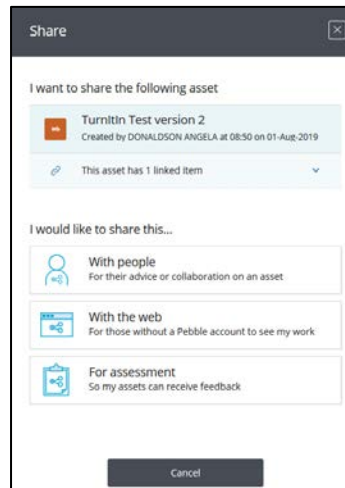 Share
I want to share the following asset
TurnItIn Test version 2
Created by DONALDSON ANGELA at 08:50 on 01-Aug-2019
This asset has 1 linked item
I would like to share this...
With people
For their advice or collaboration on an asset
With the web
For those without a Pebble account to see my work
For assessment
So my assets can receive feedback
Cancel